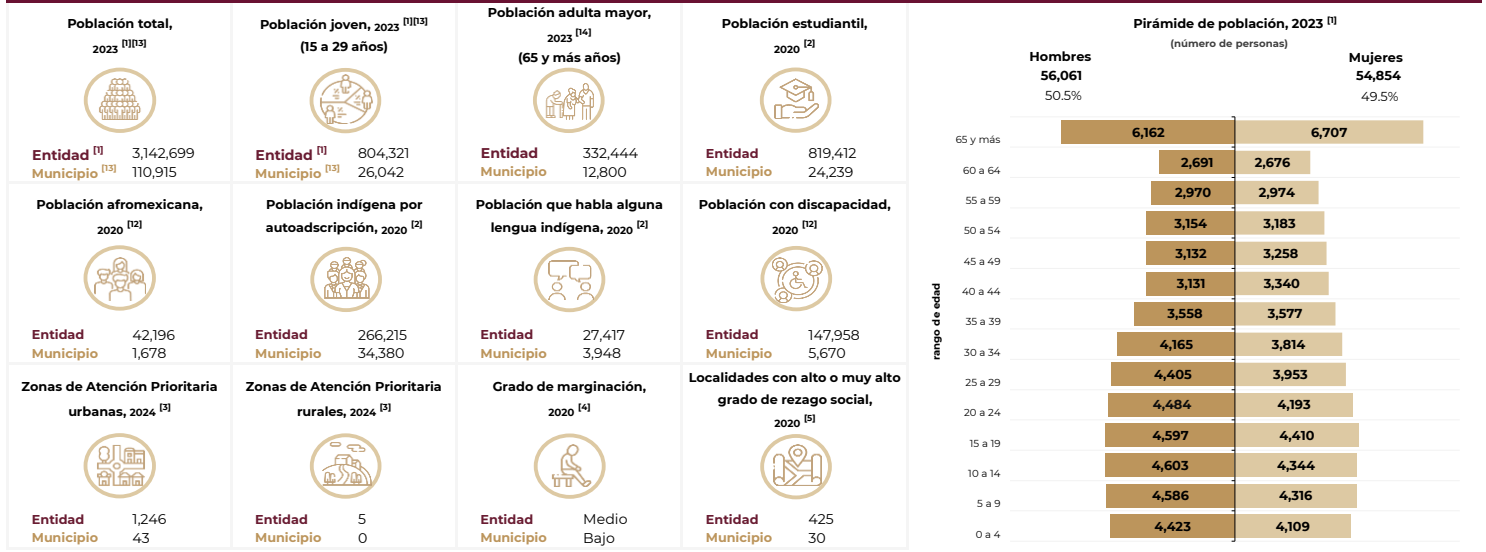 Población total,
2023 [1][13]
Entidad [1] 3,142,699
Municipio [13] 110,915
Población joven, 2023 [1][13]
(15 a 29 años)
Entidad [1] 804,321
Municipio [13] 26,042
Población adulta mayor,
2023 [14]
(65 y más años)
Entidad 332,444
Municipio 12,800
Población estudiantil,
2020 [2]
Entidad 819,412
Municipio 24,239
Población afromexicana,
2020 [12]
Entidad 42,196
Municipio 1,678
Población indígena por
autoadscripción, 2020 [2]
Entidad 266,215
Municipio 34,380
Población que habla alguna
lengua indígena, 2020 [2]
Entidad 27,417
Municipio 3,948
Población con discapacidad,
2020 [12]
Entidad 147,958
Municipio 5,670
Zonas de Atención Prioritaria
urbanas, 2024 [3]
Entidad 1,246
Municipio 43
Zonas de Atención Prioritaria
rurales, 2024 [3]
Entidad 5
Municipio 0
Grado de marginación,
2020 [4]
Entidad Medio
Municipio Bajo
Localidades con alto o muy alto
grado de rezago social,
2020 [5]
Entidad 425
Municipio 30
Pirámide de población, 2023 [1]
(número de personas)
Hombres Mujeres
56,061 54,854
50.5% 49.5%
rango de edad
65 y más 6,162 6,707
60 a 64 2,691 2,676
55 a 59 2,970 2,974
50 a 54 3,154 3,183
45 a 49 3,132 3,258
40 a 44 3,131 3,340
35 a 39 3,558 3,577
30 a 34 4,165 3,814
25 a 29 4,405 3,953
20 a 24 4,484 4,193
15 a 19 4,597 4,410
10 a 14 4,603 4,344
5 a 9 4,586 4,316
0 a 4 4,423 4,109